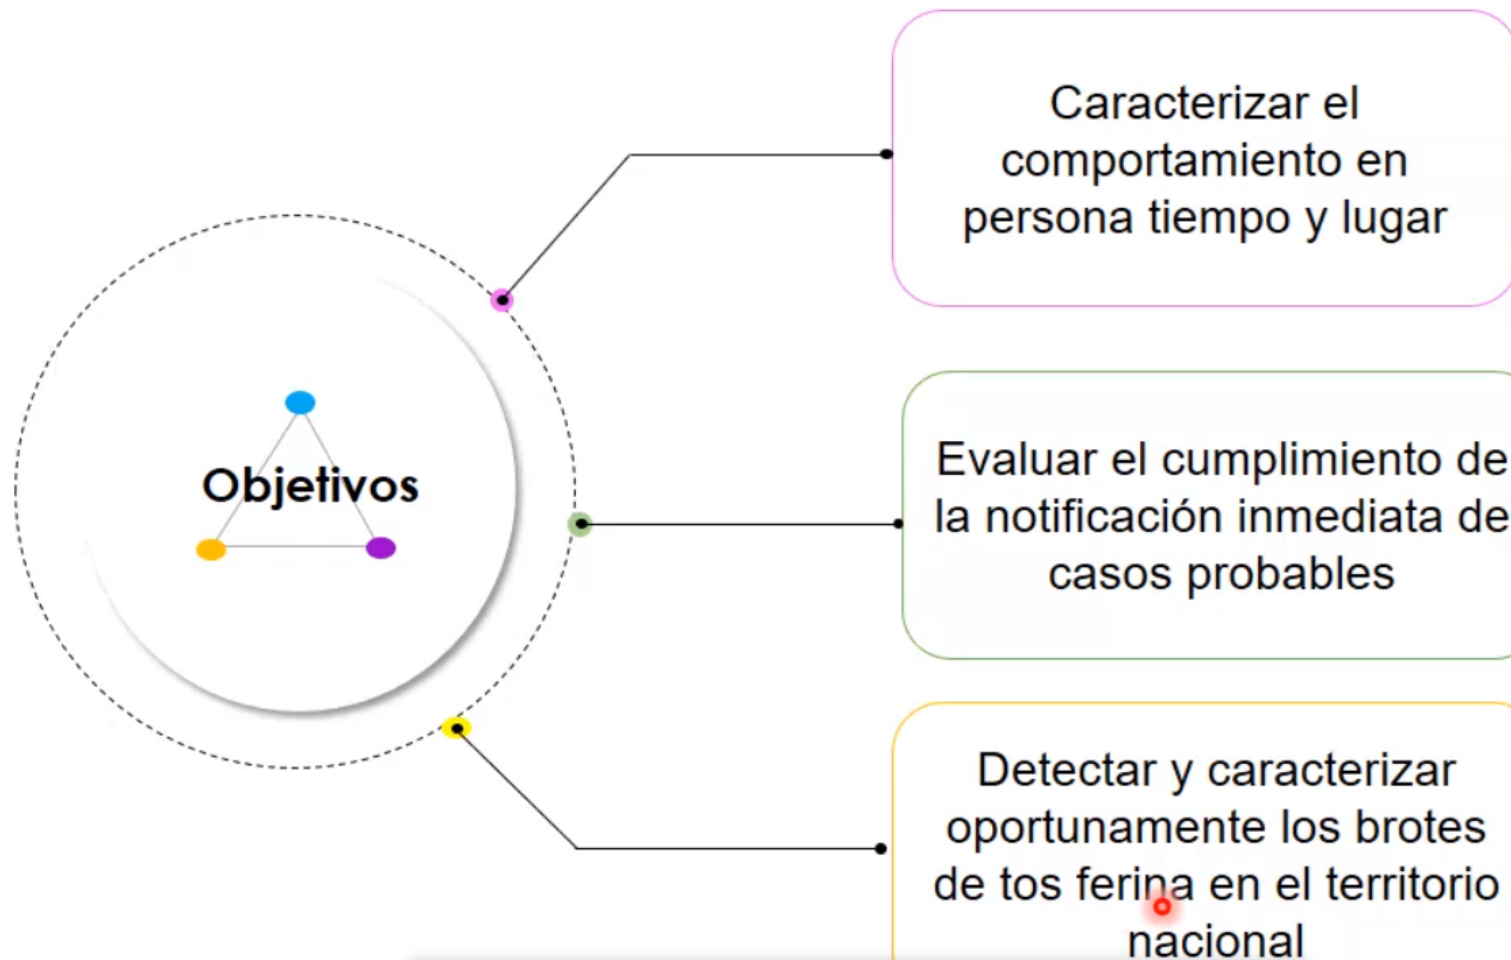 Caracterizar el
comportamiento en
persona tiempo y lugar
Objetivos
Evaluar el cumplimiento de
la notificación inmediata de
casos probables
Detectar y caracterizar
oportunamente los brotes
de tos ferina en el territorio
nacional